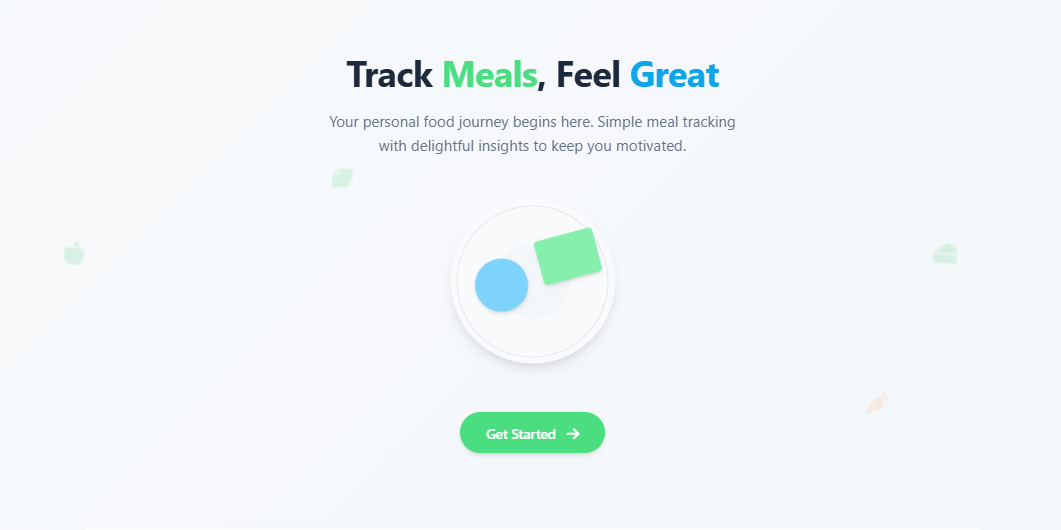 Track Meals, Feel Great
Your personal food journey begins here. Simple meal tracking
with delightful insights to keep you motivated.
Get Started